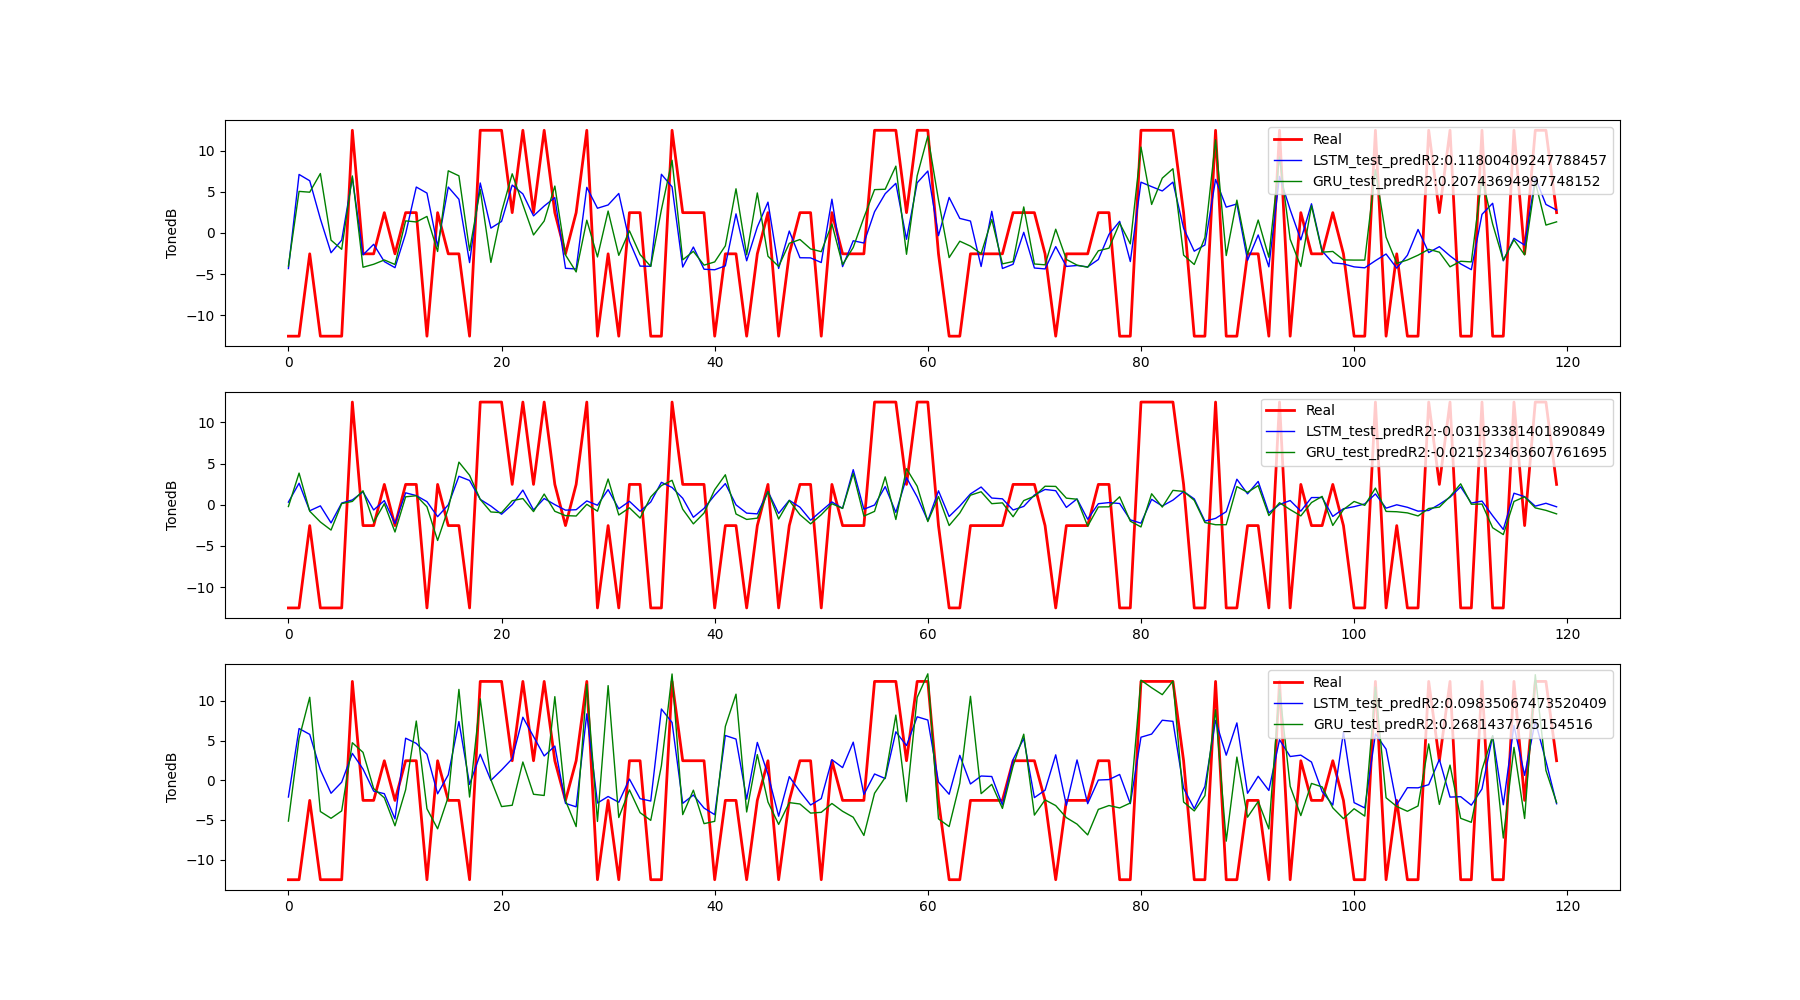 TonedB
10
5
0
−5
−10
Real
LSTM_test_predR2:0.11800409247788457
GRU_test_predR2:0.20743694997748152
0 20 40 60 80 100 120
TonedB
10
5
0
−5
−10
Real
LSTM_test_predR2:-0.03193381401890849
GRU_test_predR2:-0.021523463607761695
0 20 40 60 80 100 120
TonedB
10
5
0
−5
−10
Real
LSTM_test_predR2:0.09835067473520409
GRU_test_predR2:0.2681437765154516
0 20 40 60 80 100 120